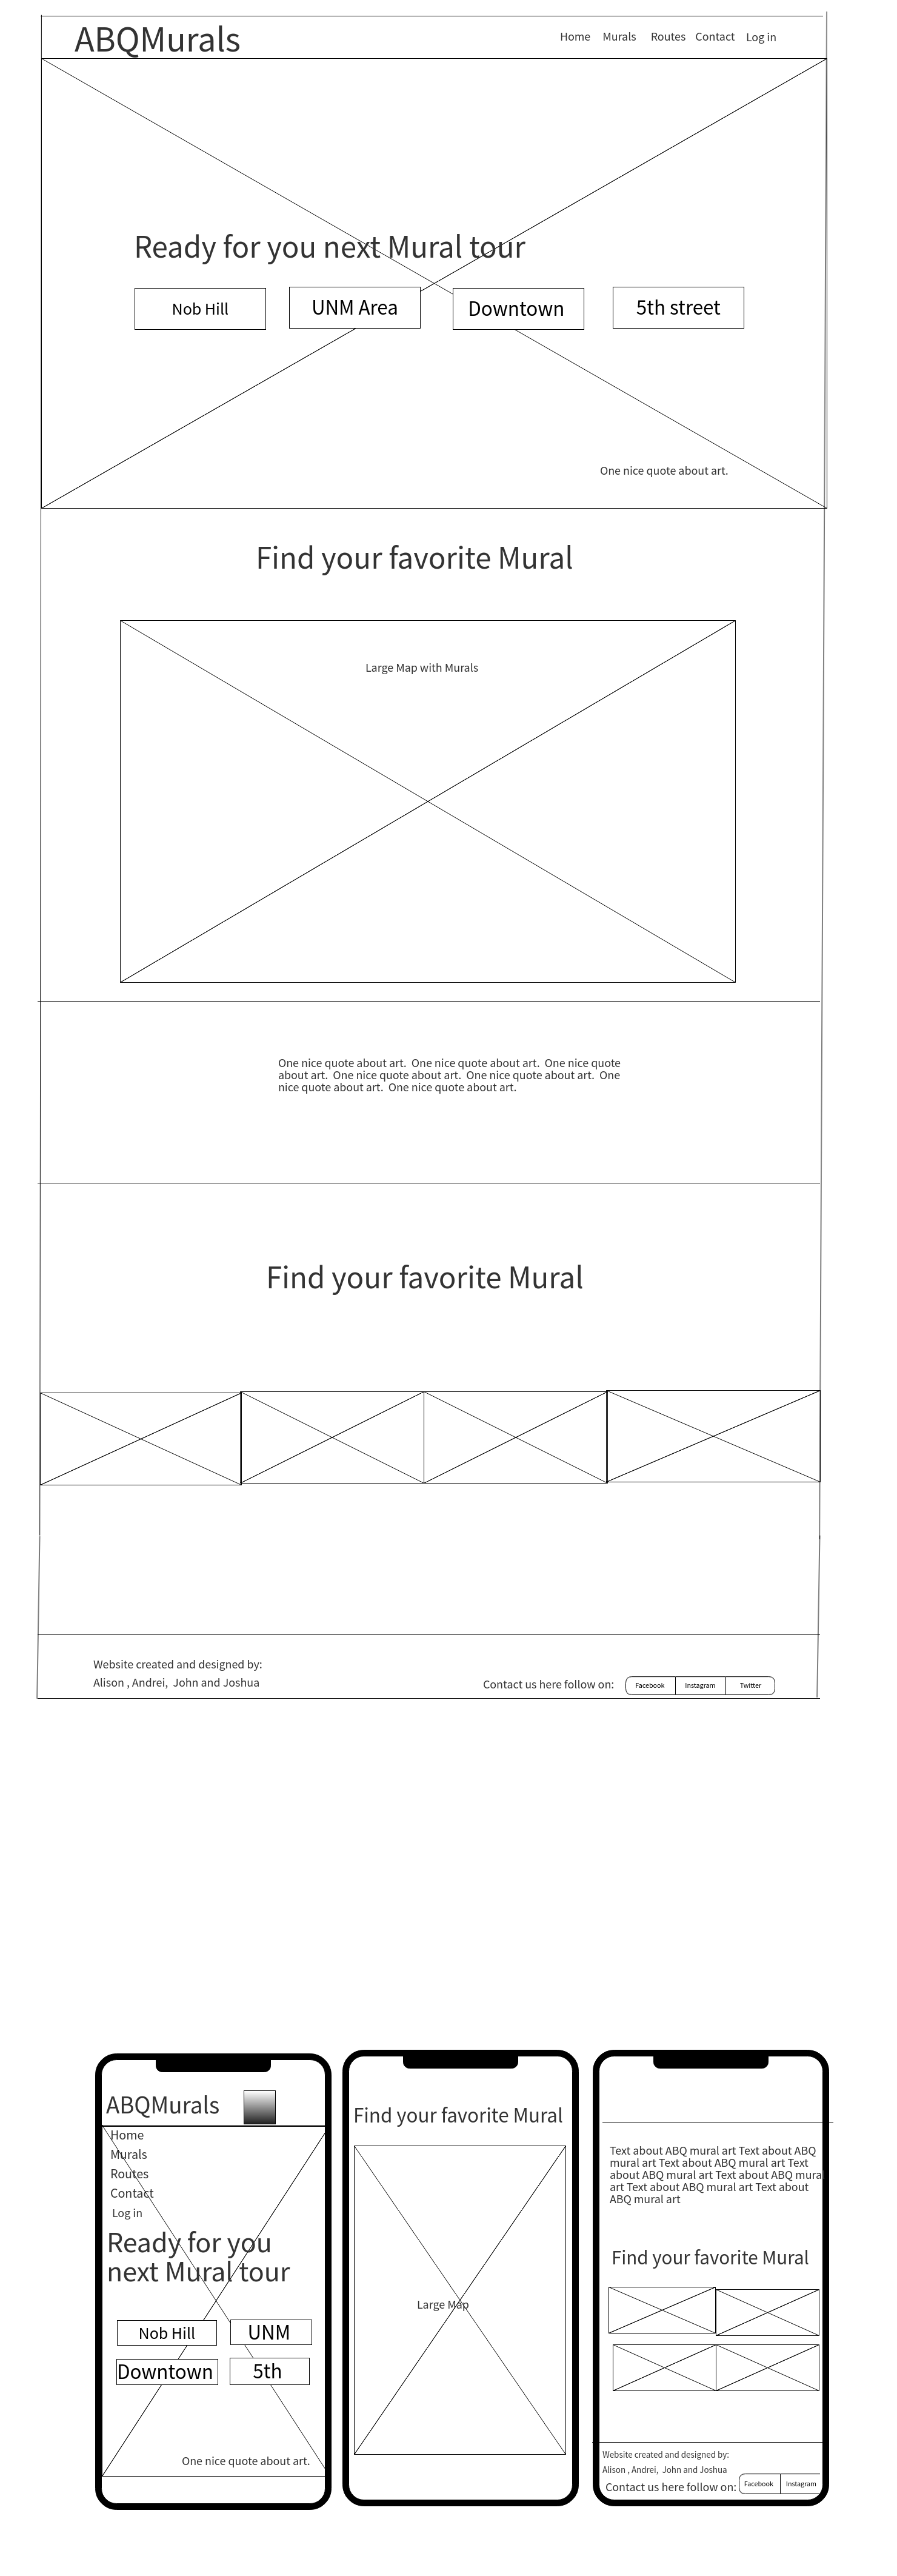 ABQMurals
Home Murals Routes Contact Log in
Ready for you next Mural tour
Nob Hill
UNM Area
Downtown
5th street
One nice quote about art.
Find your favorite Mural
Large Map with Murals
One nice quote about art. One nice quote about art. One nice quote
about art. One nice quote about art. One nice quote about art. One
nice quote about art. One nice quote about art.
Find your favorite Mural
Website created and designed by:
Alison , Andrei, John and Joshua
Contact us here follow on:
Facebook
Instagram
Twitter
ABQMurals
Home
Murals
Routes
Contact
Log in
Ready for you
next Mural tour
Nob Hill
UNM
Downtown
5th
One nice quote about art.
Find your favorite Mural
Large Map
Text about ABQ mural art Text about ABQ
mural art Text about ABQ mural art Text
about ABQ mural art Text about ABQ mura
art Text about ABQ mural art Text about
ABQ mural art
Find your favorite Mural
Website created and designed by:
Alison , Andrei, John and Joshua
Contact us here follow on:
Facebook
Instagram